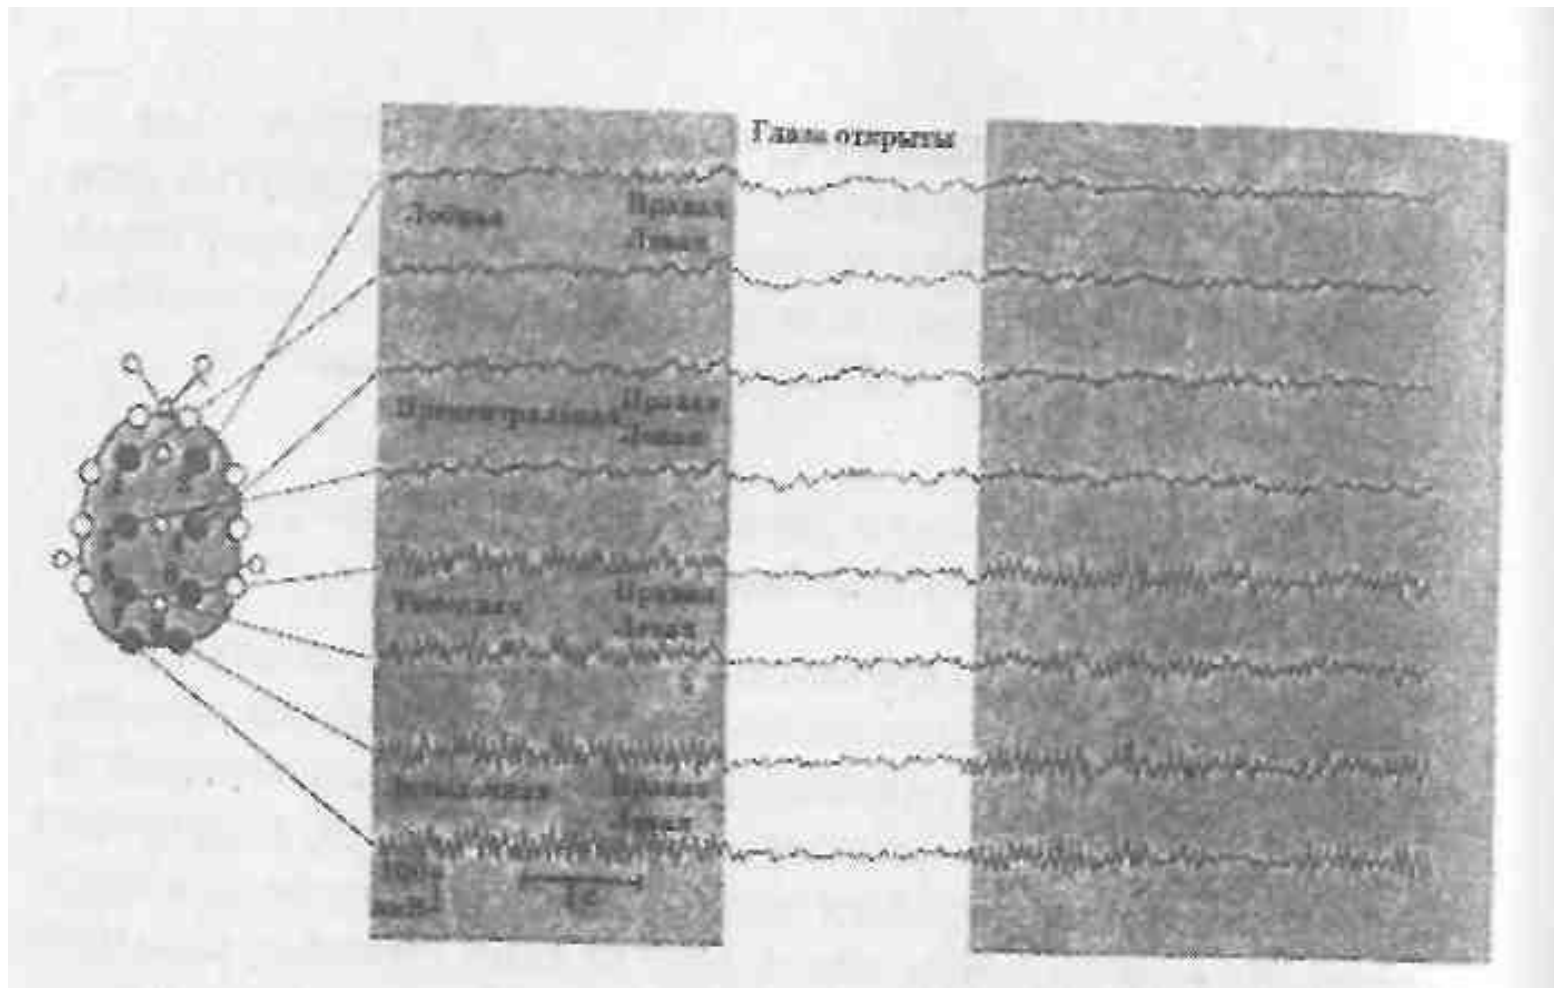 Глаза открыты
Лобная
Правая
Левая
Прецентральная
Правая
Левая
Теменная
Правая
Левая
Затылочная
Правая
Левая
1 с